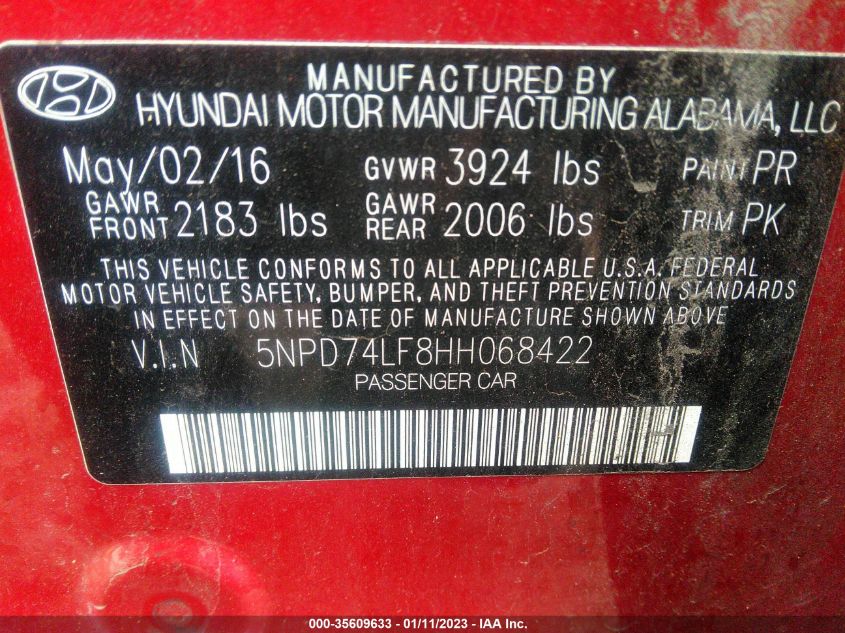 MANUFACTURED BY
HYUNDAI MOTOR MANUFACTURING ALABAMA, LLC
May/02/16 GVWR 3924 lbs PAINT PR
GAWR FRONT 2183 lbs GAWR REAR 2006 lbs TRIM PK
THIS VEHICLE CONFORMS TO ALL APPLICABLE U.S.A. FEDERAL
MOTOR VEHICLE SAFETY, BUMPER, AND THEFT PREVENTION STANDARDS
IN EFFECT ON THE DATE OF MANUFACTURE SHOWN ABOVE
V.I.N 5NPD74LF8HH068422
PASSENGER CAR
000-35609633 - 01/11/2023 - IAA Inc.